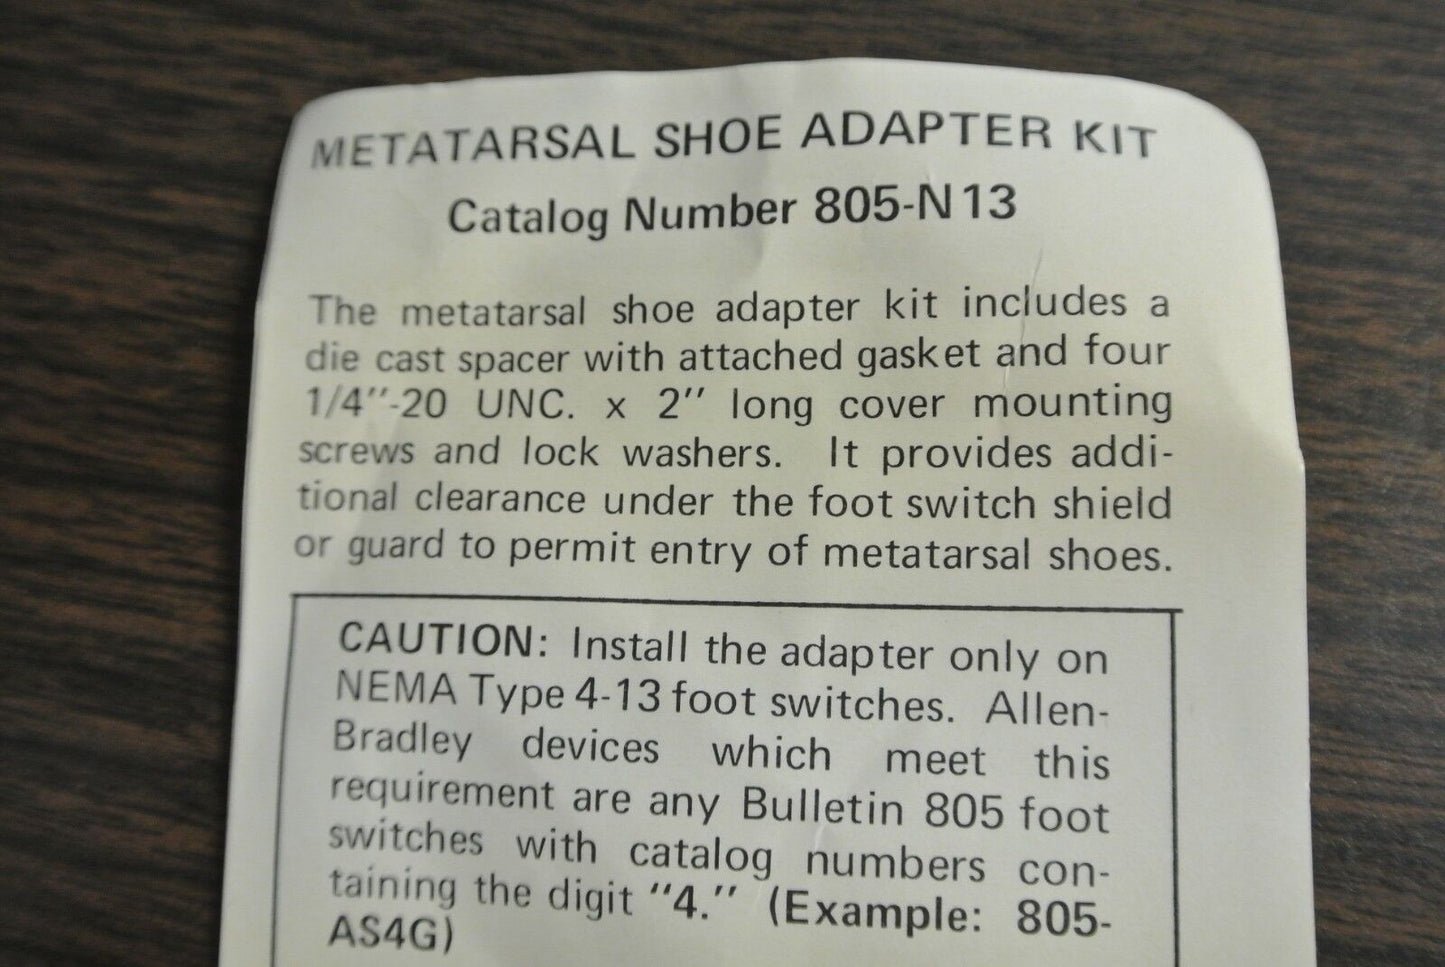 METATARSAL SHOE ADAPTER KIT
Catalog Number 805-N13
The metatarsal shoe adapter kit includes a
die cast spacer with attached gasket and four
1/4"-20 UNC. x 2" long cover mounting
screws and lock washers. It provides addi-
tional clearance under the foot switch shield
or guard to permit entry of metatarsal shoes.
CAUTION: Install the adapter only on
NEMA Type 4-13 foot switches. Allen-
Bradley devices which meet this
requirement are any Bulletin 805 foot
switches with catalog numbers con-
taining the digit "4." (Example: 805-
AS4G)